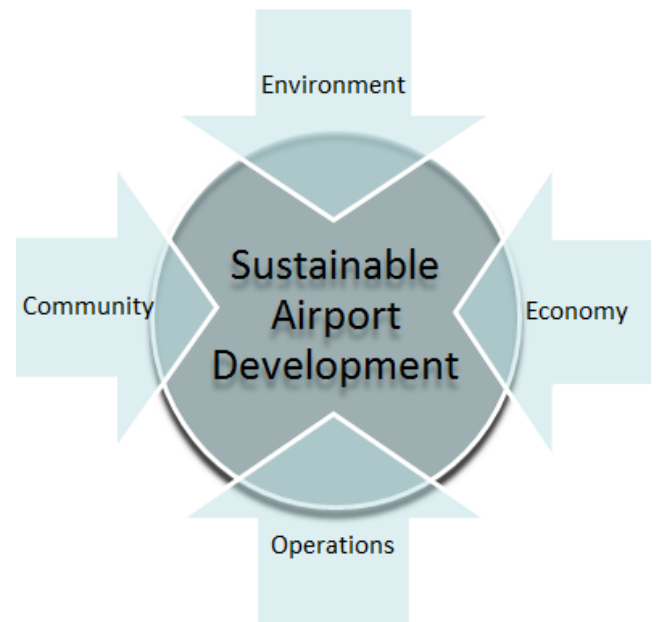 Environment
Community
Sustainable
Airport
Development
Economy
Operations